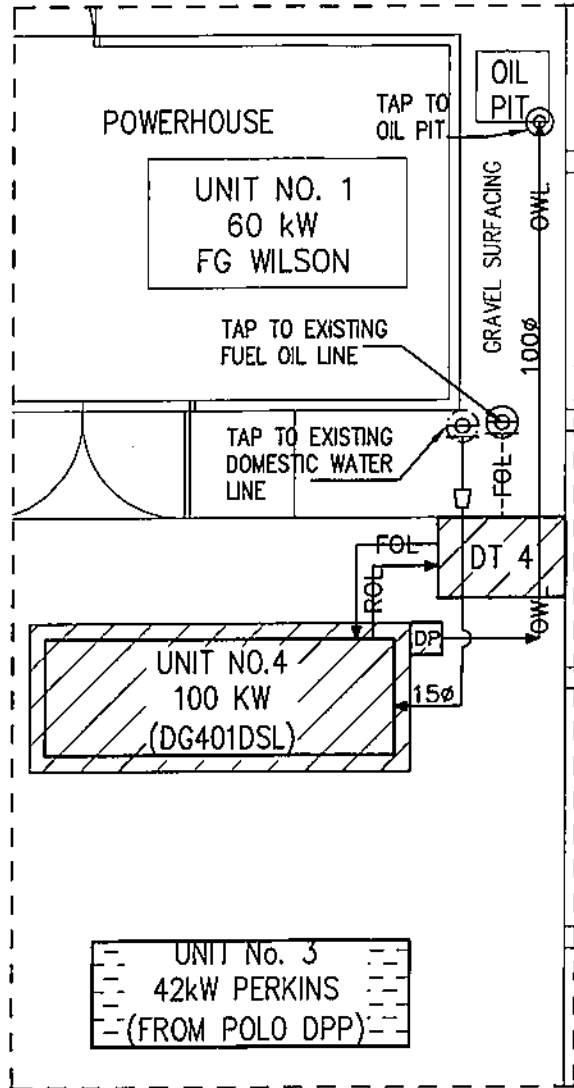 OIL
PIT
TAP TO
OIL PIT
POWERHOUSE
UNIT NO. 1
60 kW
FG WILSON
GRAVEL SURFACING
OWL
100ø
TAP TO EXISTING
FUEL OIL LINE
TAP TO EXISTING
DOMESTIC WATER
LINE
FOL
FOL
ROL
DT 4
OWL
DP
UNIT NO.4
100 KW
(DG401DSL)
15ø
UNIT No. 3
42kW PERKINS
(FROM POLO DPP)